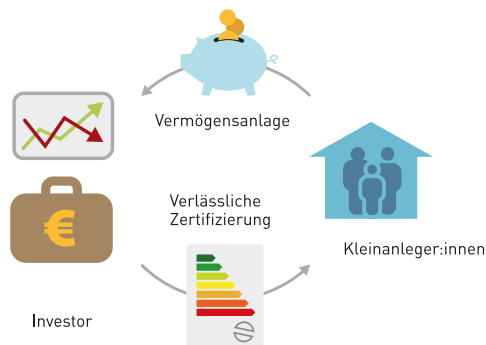 Vermögensanlage
Verlässliche
Zertifizierung
Kleinanleger:innen
€
Investor